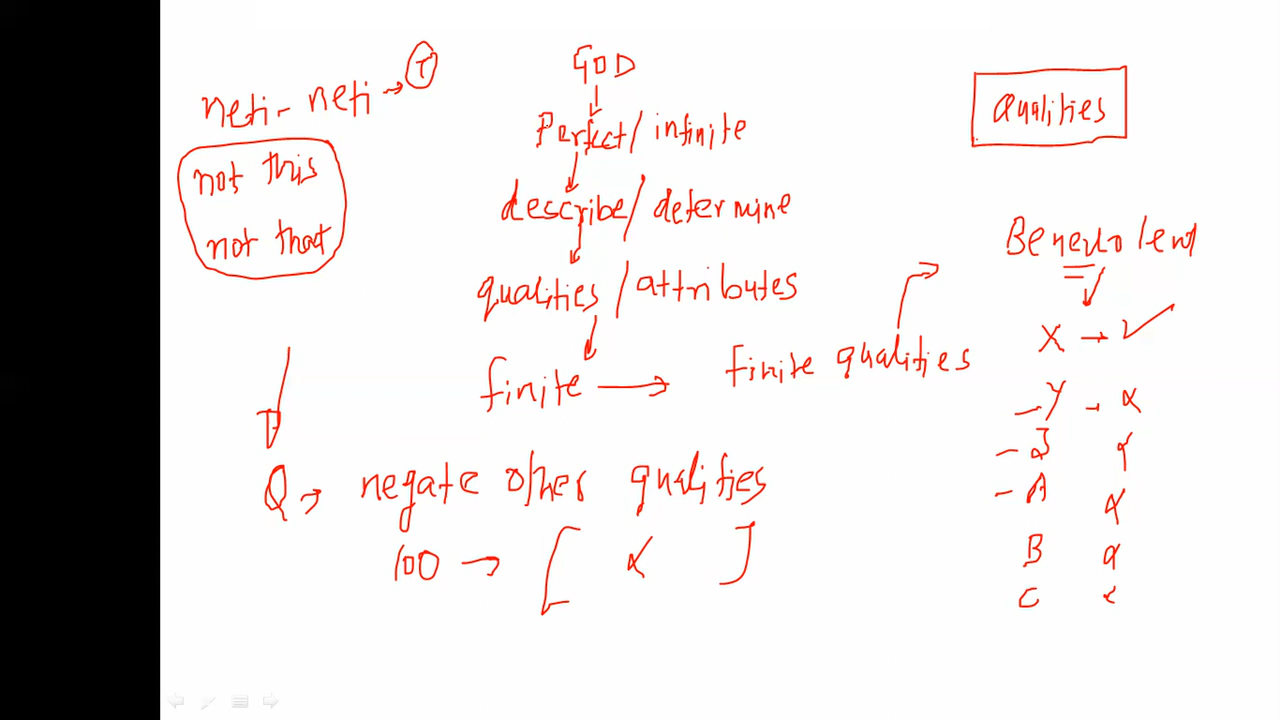 neti - neti → T
not this
not that
GOD
Perfect / infinite
describe / determine
qualities / attributes
finite → finite qualities
Q → negate other qualities
100 → [ x ]
Qualities
Benevolent
X → ✓
- Y → x
- Z x
- A x
B x
C x